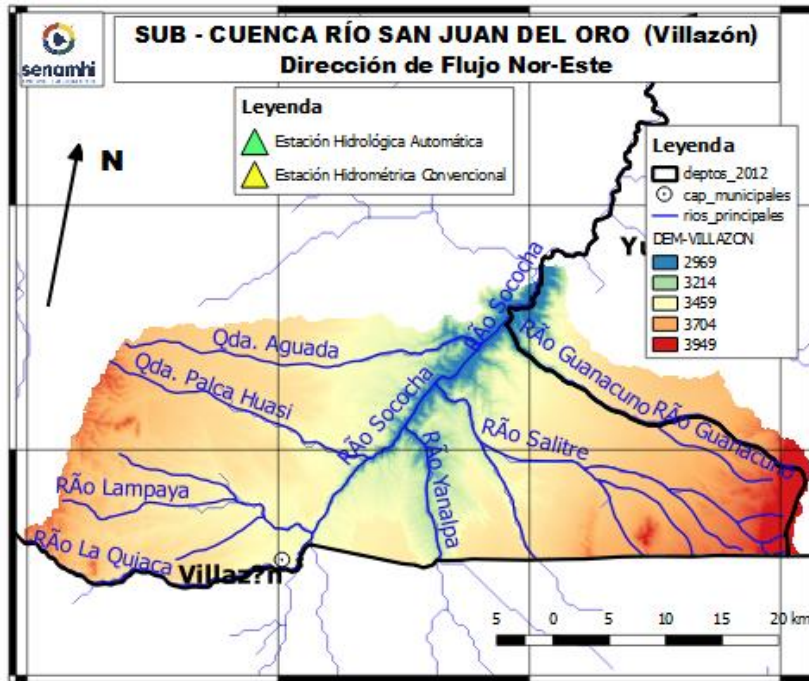 SUB - CUENCA RÍO SAN JUAN DEL ORO (Villazón)
Dirección de Flujo Nor-Este
senamhi
Leyenda
Estación Hidrológica Automática
Estación Hidrométrica Convencional
N
Leyenda
deptos_2012
cap_municipales
rios_principales
DEM-VILLAZON
2969
3214
3459
3704
3949
Yu
RÃo Sococha
Qda. Aguada
RÃo Guanacuno
Qda. Palca Huasi
RÃo Sococha
RÃo Guanacuno
RÃo Salitre
RÃo Lampaya
RÃo Yanalpa
RÃo La Quiaca
Villaz?n
5 0 5 10 15 20 km